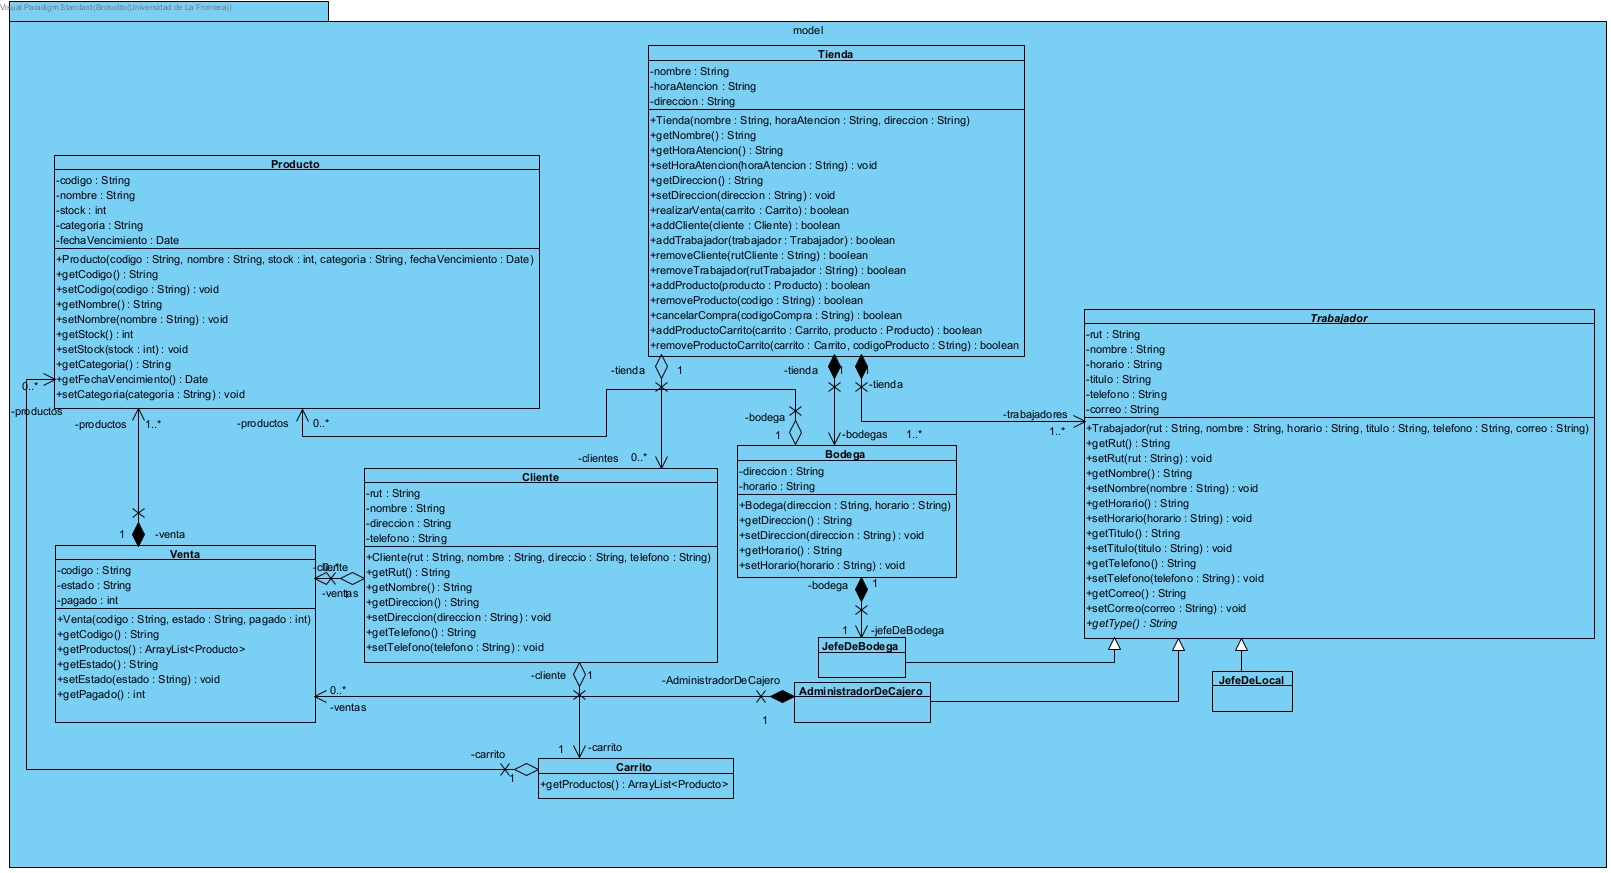 Visual Paradigm Standard(Brokolito(Universidad de La Frontera))
model
Tienda
-nombre : String
-horaAtencion : String
-direccion : String
+Tienda(nombre : String, horaAtencion : String, direccion : String)
+getNombre() : String
+getHoraAtencion() : String
+setHoraAtencion(horaAtencion : String) : void
+getDireccion() : String
+setDireccion(direccion : String) : void
+realizarVenta(carrito : Carrito) : boolean
+addCliente(cliente : Cliente) : boolean
+addTrabajador(trabajador : Trabajador) : boolean
+removeCliente(rutCliente : String) : boolean
+removeTrabajador(rutTrabajador : String) : boolean
+addProducto(producto : Producto) : boolean
+removeProducto(codigo : String) : boolean
+cancelarCompra(codigoCompra : String) : boolean
+addProductoCarrito(carrito : Carrito, producto : Producto) : boolean
+removeProductoCarrito(carrito : Carrito, codigoProducto : String) : boolean
Producto
-codigo : String
-nombre : String
-stock : int
-categoria : String
-fechaVencimiento : Date
+Producto(codigo : String, nombre : String, stock : int, categoria : String, fechaVencimiento : Date)
+getCodigo() : String
+setCodigo(codigo : String) : void
+getNombre() : String
+setNombre(nombre : String) : void
+getStock() : int
+setStock(stock : int) : void
+getCategoria() : String
+getFechaVencimiento() : Date
+setCategoria(categoria : String) : void
0..*
-productos
-productos 1..*
-productos 0..*
-tienda 1
-tienda 1
1
-tienda
-trabajadores
1..*
-bodega
1
-bodegas 1..*
-clientes 0..*
Trabajador
-rut : String
-nombre : String
-horario : String
-titulo : String
-telefono : String
-correo : String
+Trabajador(rut : String, nombre : String, horario : String, titulo : String, telefono : String, correo : String)
+getRut() : String
+setRut(rut : String) : void
+getNombre() : String
+setNombre(nombre : String) : void
+getHorario() : String
+setHorario(horario : String) : void
+getTitulo() : String
+setTitulo(titulo : String) : void
+getTelefono() : String
+setTelefono(telefono : String) : void
+getCorreo() : String
+setCorreo(correo : String) : void
+getType() : String
Bodega
-direccion : String
-horario : String
+Bodega(direccion : String, horario : String)
+getDireccion() : String
+setDireccion(direccion : String) : void
+getHorario() : String
+setHorario(horario : String) : void
-bodega 1
1 -jefeDeBodega
Cliente
-rut : String
-nombre : String
-direccion : String
-telefono : String
+Cliente(rut : String, nombre : String, direccio : String, telefono : String)
+getRut() : String
+getNombre() : String
+getDireccion() : String
+setDireccion(direccion : String) : void
+getTelefono() : String
+setTelefono(telefono : String) : void
1 -venta
Venta
-codigo : String
-estado : String
-pagado : int
+Venta(codigo : String, estado : String, pagado : int)
+getCodigo() : String
+getProductos() : ArrayList<Producto>
+getEstado() : String
+setEstado(estado : String) : void
+getPagado() : int
-cliente
0..*
-ventas
1
JefeDeBodega
AdministradorDeCajero
JefeDeLocal
-cliente 1
-AdministradorDeCajero
1
0..*
-ventas
1 -carrito
-carrito
1
Carrito
+getProductos() : ArrayList<Producto>